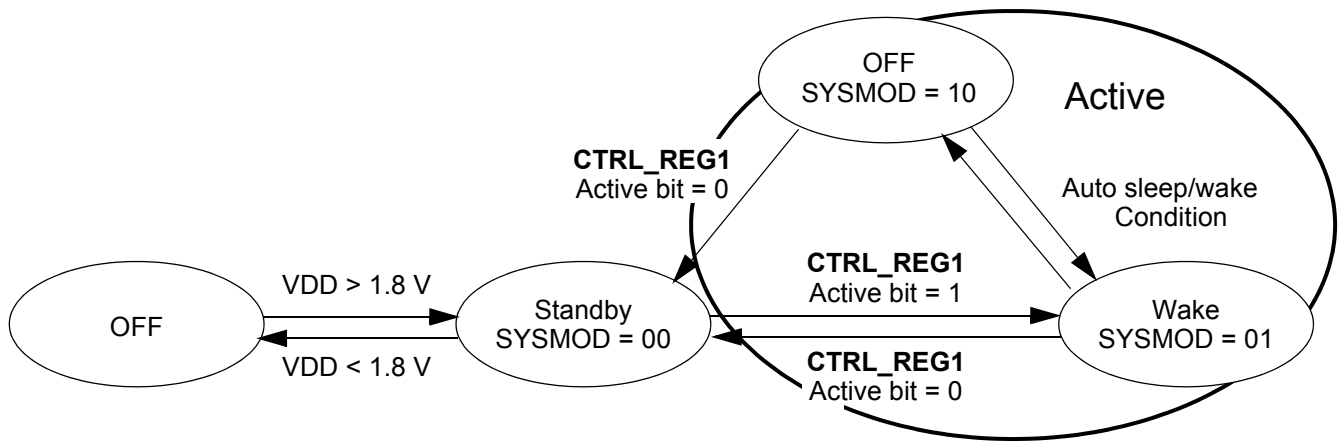 OFF
SYSMOD = 10
Active
CTRL_REG1
Active bit = 0
Auto sleep/wake
Condition
VDD > 1.8 V
CTRL_REG1
Active bit = 1
OFF
Standby
SYSMOD = 00
Wake
SYSMOD = 01
VDD < 1.8 V
CTRL_REG1
Active bit = 0